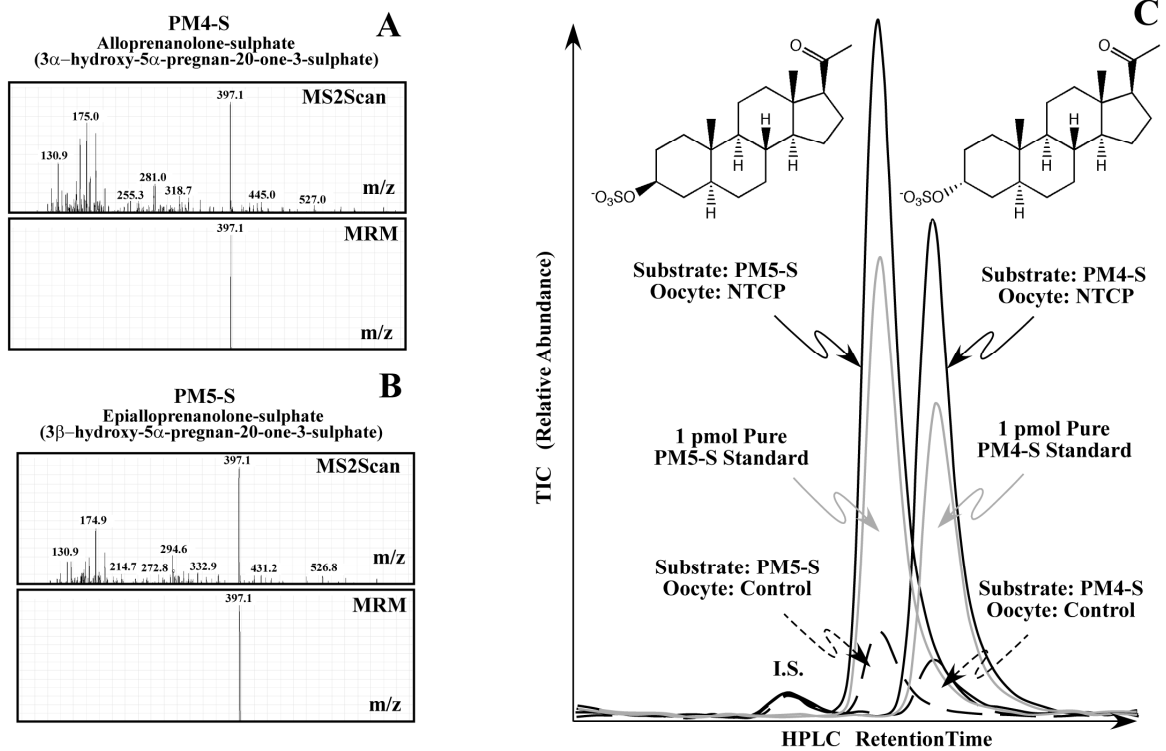 A
PM4-S
Alloprenanolone-sulphate
(3α−hydroxy-5α-pregnan-20-one-3-sulphate)
MS2Scan
397.1
175.0
130.9
281.0
255.3
318.7
445.0
527.0
m/z
MRM
397.1
m/z
B
PM5-S
Epialloprenanolone-sulphate
(3β−hydroxy-5α-pregnan-20-one-3-sulphate)
MS2Scan
397.1
174.9
130.9
294.6
214.7
272.8
332.9
431.2
526.8
m/z
MRM
397.1
m/z
C
O
H
H
H
H
-O3SO
O
H
H
H
H
-O3SO
Substrate: PM5-S
Oocyte: NTCP
Substrate: PM4-S
Oocyte: NTCP
1 pmol Pure
PM5-S Standard
1 pmol Pure
PM4-S Standard
Substrate: PM5-S
Oocyte: Control
Substrate: PM4-S
Oocyte: Control
I.S.
TIC (Relative Abundance)
HPLC RetentionTime